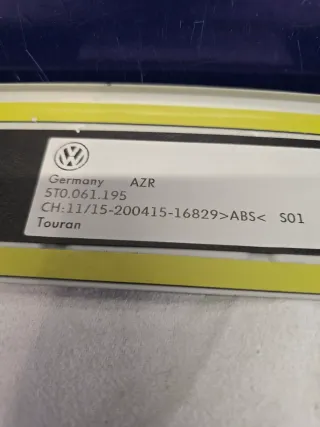 Germany AZR
5T0.061.195
CH:11/15-200415-16829>ABS< S01
Touran